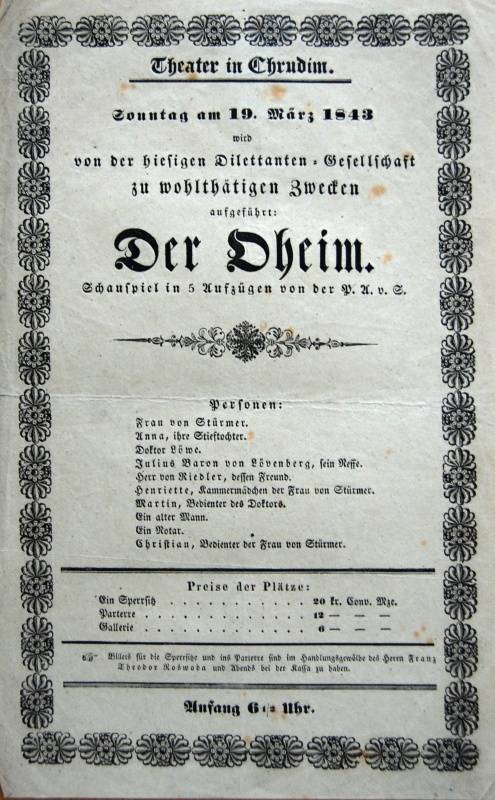 Theater in Chrudim.
Sonntag am 19. März 1843
wird
von der hiesigen Dilettanten-Gesellschaft
zu wohlthätigen Zwecken
aufgeführt:
Der Oheim.
Schauspiel in 5 Aufzügen von der P. A. v. S.
Personen:
Frau von Stürmer.
Anna, ihre Stieftochter.
Doktor Löwe.
Julius Baron von Lövenberg, sein Neffe.
Herr von Riedler, dessen Freund.
Henriette, Kammermädchen der Frau von Stürmer.
Martin, Bedienter des Doktors.
Ein alter Mann.
Ein Notar.
Christian, Bedienter der Frau von Stürmer.
Preise der Plätze:
Ein Sperrsitz . . . . . . . . . . 20 kr. Conv. Mze.
Parterre . . . . . . . . . . . 12 — — —
Gallerie . . . . . . . . . . . 6 — — —
☞ Billets für die Sperrsitze und ins Parterre sind im Handlungsgewölbe des Herrn Franz
Theodor Roswoda und Abends bei der Kassa zu haben.
Anfang 6 1/2 Uhr.